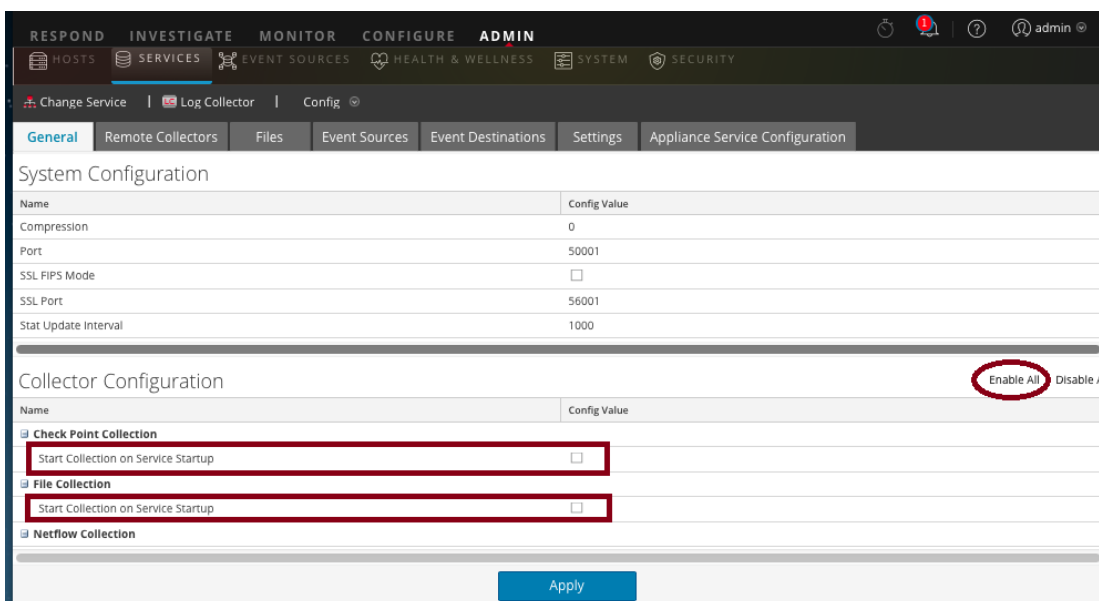 RESPOND INVESTIGATE MONITOR CONFIGURE ADMIN 1 ? admin
HOSTS SERVICES EVENT SOURCES HEALTH & WELLNESS SYSTEM SECURITY
Change Service | LC Log Collector | Config
General Remote Collectors Files Event Sources Event Destinations Settings Appliance Service Configuration
System Configuration
Name Config Value
Compression 0
Port 50001
SSL FIPS Mode
SSL Port 56001
Stat Update Interval 1000
Collector Configuration Enable All Disable A
Name Config Value
Check Point Collection
Start Collection on Service Startup
File Collection
Start Collection on Service Startup
Netflow Collection
Apply